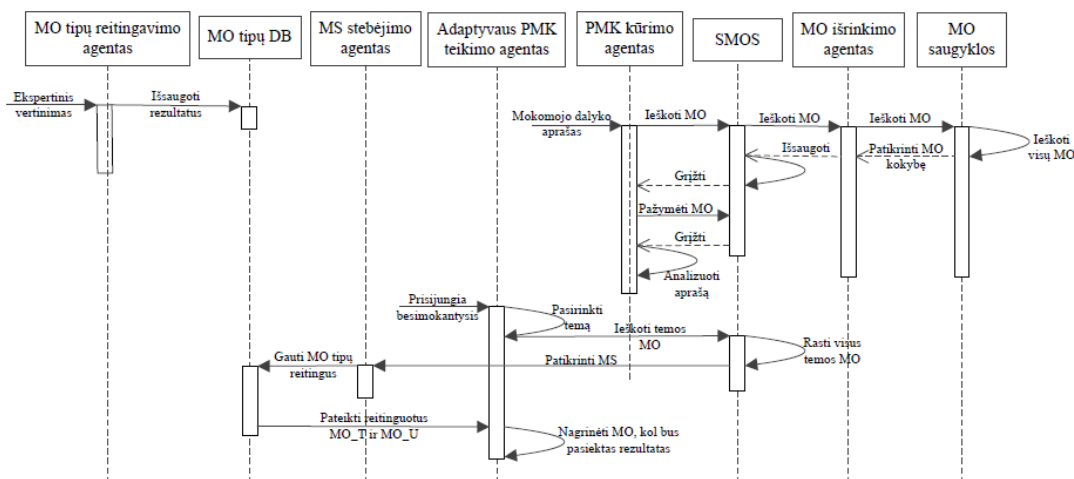 MO tipų reitingavimo
agentas
MO tipų DB
MS stebėjimo
agentas
Adaptyvaus PMK
teikimo agentas
PMK kūrimo
agentas
SMOS
MO išrinkimo
agentas
MO
saugyklos
Ekspertinis
vertinimas
Išsaugoti
rezultatus
Mokomojo dalyko
aprašas
Ieškoti MO
Ieškoti MO
Ieškoti MO
Ieškoti
visų MO
Patikrinti MO
kokybę
Išsaugoti
Grįžti
Pažymėti MO
Grįžti
Analizuoti
aprašą
Prisijungia
besimokantysis
Pasirinkti
temą
Ieškoti temos
MO
Rasti visus
temos MO
Patikrinti MS
Gauti MO tipų
reitingus
Pateikti reitinguotus
MO_T ir MO_U
Nagrinėti MO, kol bus
pasiektas rezultatas